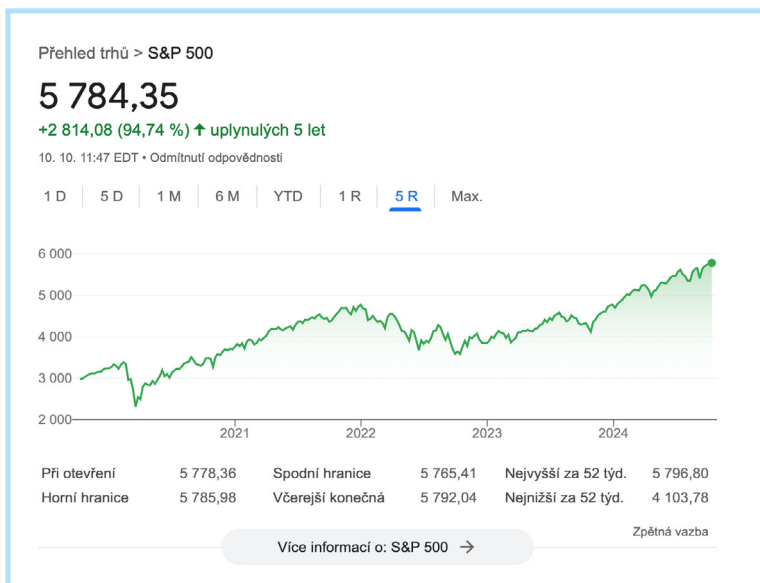 Přehled trhů > S&P 500
5 784,35
+2 814,08 (94,74 %) ↑ uplynulých 5 let
10. 10. 11:47 EDT • Odmítnutí odpovědnosti
1 D 5 D 1 M 6 M YTD 1 R 5 R Max.
6 000
5 000
4 000
3 000
2 000
2021 2022 2023 2024
Při otevření 5 778,36 Spodní hranice 5 765,41 Nejvyšší za 52 týd. 5 796,80
Horní hranice 5 785,98 Včerejší konečná 5 792,04 Nejnižší za 52 týd. 4 103,78
Zpětná vazba
Více informací o: S&P 500 →